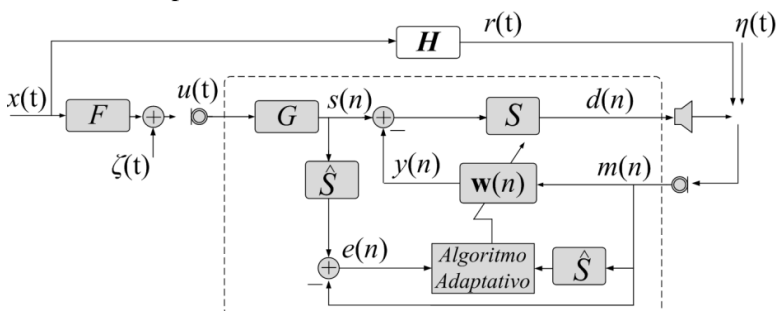 H
r(t)
η(t)
x(t)
F
+
ζ(t)
u(t)
G
s(n)
+
−
S
d(n)
Ŝ
y(n)
w(n)
m(n)
+
−
e(n)
Algoritmo
Adaptativo
Ŝ